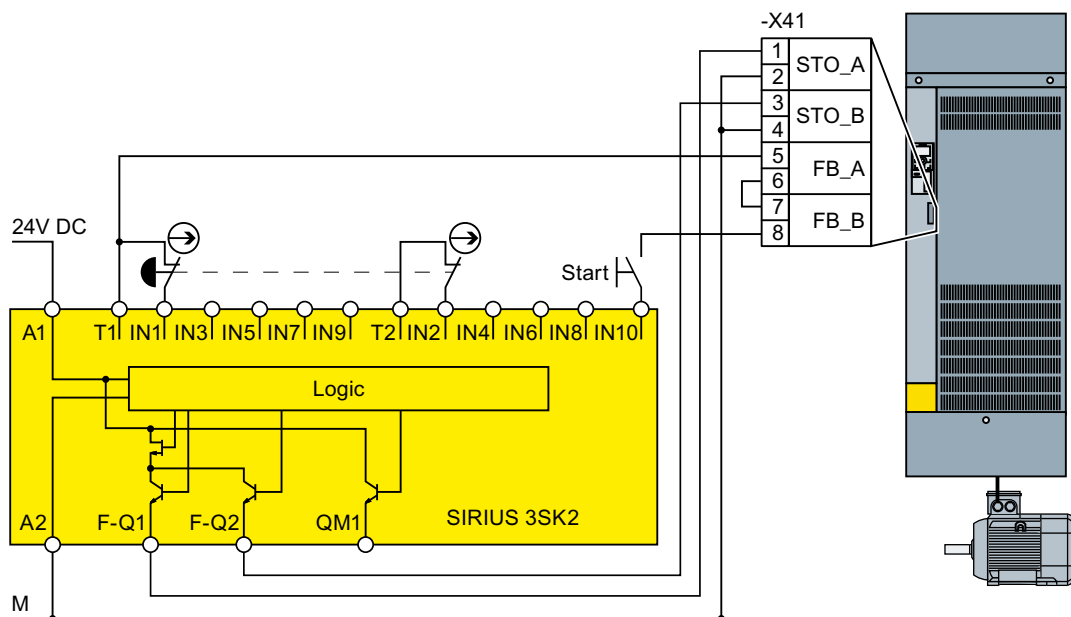 -X41
1
STO_A
2
3
STO_B
4
5
FB_A
6
7
FB_B
8
24V DC
Start
A1
T1
IN1
IN3
IN5
IN7
IN9
T2
IN2
IN4
IN6
IN8
IN10
Logic
A2
F-Q1
F-Q2
QM1
SIRIUS 3SK2
M